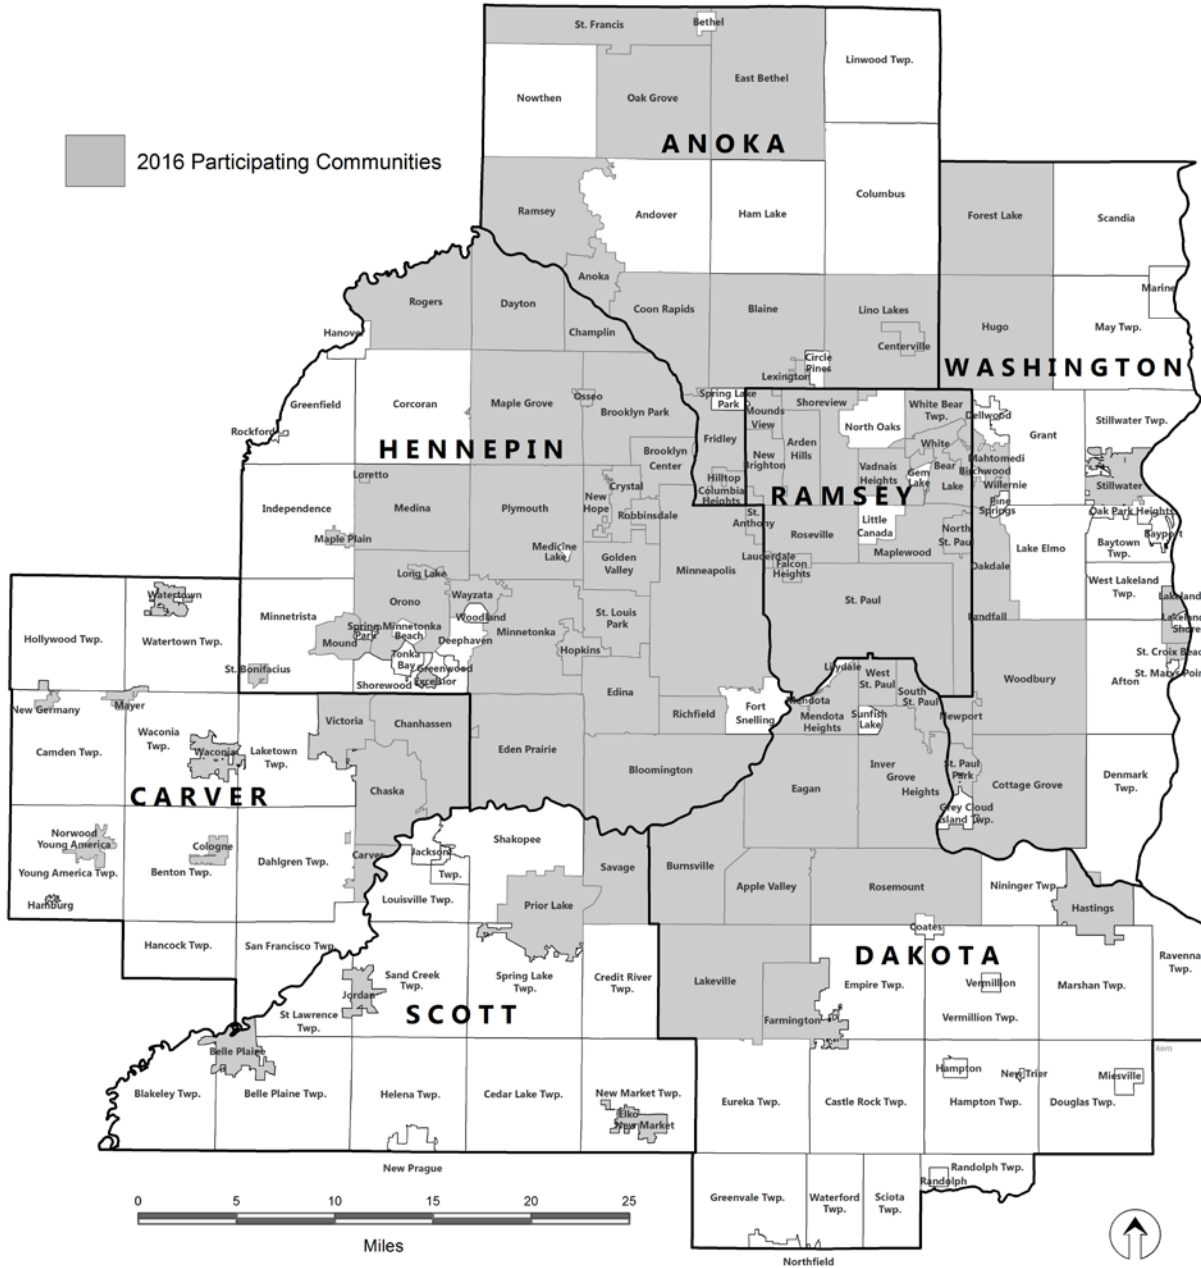 St. Francis
Bethel
Linwood Twp.
East Bethel
Nowthen
Oak Grove
ANOKA
2016 Participating Communities
Columbus
Ramsey
Andover
Ham Lake
Forest Lake
Scandia
Anoka
Marine
Rogers
Dayton
Coon Rapids
Blaine
Lino Lakes
Hanover
Champlin
Centerville
Hugo
May Twp.
Circle
Pines
WASHINGTON
Lexington
Greenfield
Corcoran
Maple Grove
Osseo
Brooklyn Park
Spring Lake
Park
Shoreview
Mounds
View
North Oaks
White Bear
Twp.
Dellwood
Grant
Stillwater Twp.
Rockford
HENNEPIN
Brooklyn
Center
Fridley
Arden
Hills
New
Brighton
White
Bear
Lake
Mahtomedi
Birchwood
Willernie
Loretto
Crystal
Hilltop
Columbia
Heights
Vadnais
Heights
Gem
Lake
Stillwater
Independence
Medina
Plymouth
New
Hope
Robbinsdale
RAMSEY
Pine
Springs
Oak Park Heights
St.
Anthony
Little
Canada
North
St. Paul
Bayport
Maple Plain
Medicine
Lake
Golden
Valley
Minneapolis
Roseville
Maplewood
Lake Elmo
Baytown
Twp.
Lauderdale
Falcon
Heights
Oakdale
Long Lake
West Lakeland
Twp.
Watertown
Orono
Wayzata
St. Paul
Lakeland
Minnetrista
Woodland
St. Louis
Park
Landfall
Lakeland
Shore
Hollywood Twp.
Watertown Twp.
Spring
Park
Minnetonka
Beach
Deephaven
Minnetonka
Mound
Hopkins
St. Croix Beach
Tonka
Bay
Greenwood
Excelsior
Lilydale
West
St. Paul
St. Marys Point
St. Bonifacius
Shorewood
Edina
South
St. Paul
Woodbury
Afton
New Germany
Mayer
Victoria
Chanhassen
Richfield
Fort
Snelling
Mendota
Mendota
Heights
Sunfish
Lake
Newport
Waconia
Twp.
Camden Twp.
Waconia
Laketown
Twp.
Eden Prairie
Bloomington
Inver
Grove
Heights
St. Paul
Park
Cottage Grove
Denmark
Twp.
CARVER
Chaska
Eagan
Grey Cloud
Island Twp.
Norwood
Young America
Cologne
Shakopee
Carver
Jackson
Twp.
Young America Twp.
Benton Twp.
Dahlgren Twp.
Savage
Burnsville
Apple Valley
Rosemount
Nininger Twp.
Hamburg
Louisville Twp.
Prior Lake
Hastings
Coates
Hancock Twp.
San Francisco Twp.
DAKOTA
Ravenna
Twp.
Sand Creek
Twp.
Spring Lake
Twp.
Credit River
Twp.
Lakeville
Empire Twp.
Vermillion
Marshan Twp.
Jordan
St Lawrence
Twp.
SCOTT
Farmington
Vermillion Twp.
Belle Plaine
kem
Blakeley Twp.
Belle Plaine Twp.
Helena Twp.
Cedar Lake Twp.
New Market Twp.
Hampton
New Trier
Miesville
Elko
New Market
Eureka Twp.
Castle Rock Twp.
Hampton Twp.
Douglas Twp.
New Prague
Randolph Twp.
Randolph
Greenvale Twp.
Waterford
Twp.
Sciota
Twp.
0 5 10 15 20 25
Miles
Northfield